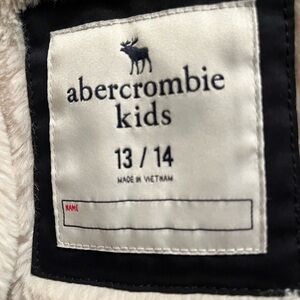 abercrombie
kids
13 / 14
MADE IN VIETNAM
NAME